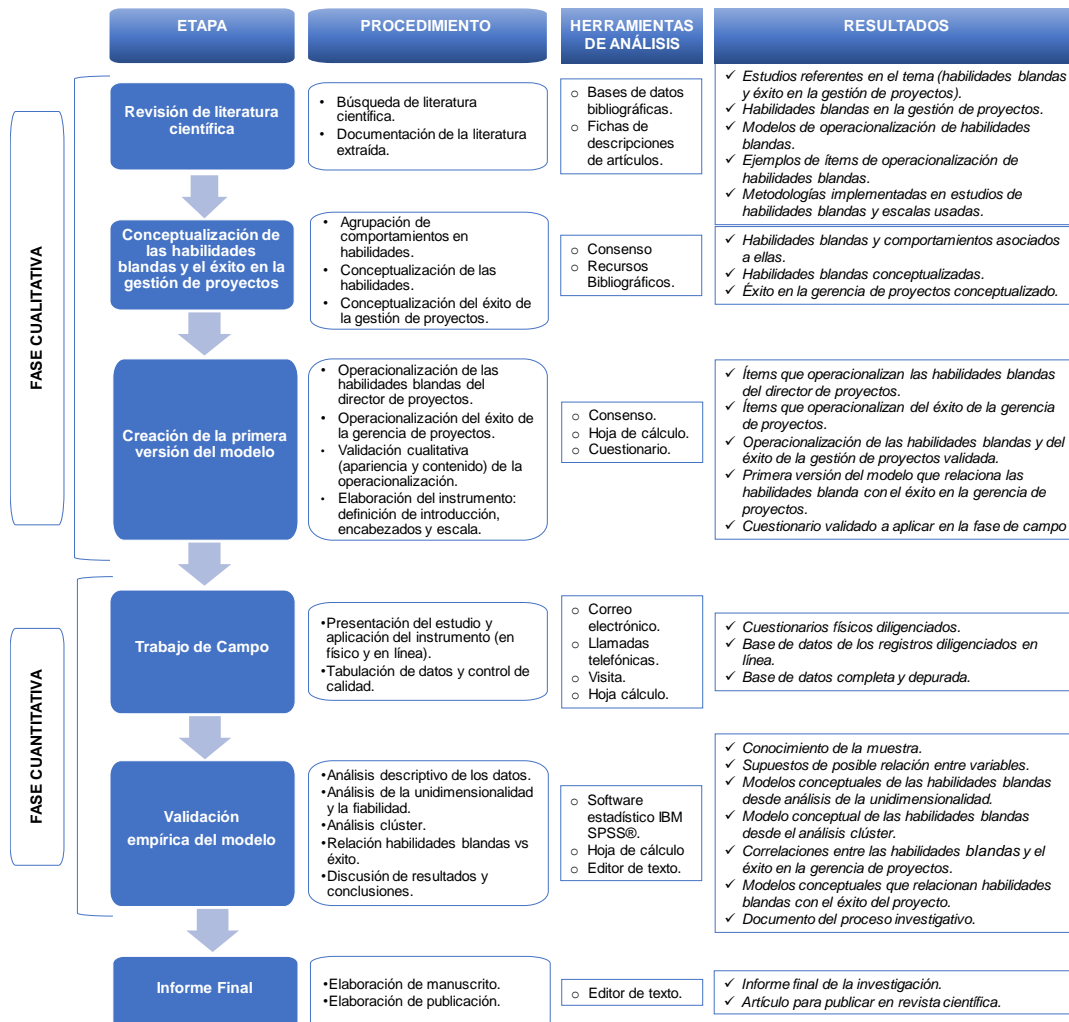 ETAPA
PROCEDIMIENTO
HERRAMIENTAS
DE ANÁLISIS
RESULTADOS
FASE CUALITATIVA
Revisión de literatura
científica
• Búsqueda de literatura
científica.
• Documentación de la literatura
extraída.
o Bases de datos
bibliográficas.
o Fichas de
descripciones
de artículos.
✓ Estudios referentes en el tema (habilidades blandas
y éxito en la gestión de proyectos).
✓ Habilidades blandas en la gestión de proyectos.
✓ Modelos de operacionalización de habilidades
blandas.
✓ Ejemplos de ítems de operacionalización de
habilidades blandas.
✓ Metodologías implementadas en estudios de
habilidades blandas y escalas usadas.
Conceptualización de
las habilidades
blandas y el éxito en la
gestión de proyectos
• Agrupación de
comportamientos en
habilidades.
• Conceptualización de las
habilidades.
• Conceptualización del éxito de
la gestión de proyectos.
o Consenso
o Recursos
Bibliográficos.
✓ Habilidades blandas y comportamientos asociados
a ellas.
✓ Habilidades blandas conceptualizadas.
✓ Éxito en la gerencia de proyectos conceptualizado.
Creación de la primera
versión del modelo
• Operacionalización de las
habilidades blandas del
director de proyectos.
• Operacionalización del éxito de
la gerencia de proyectos.
• Validación cualitativa
(apariencia y contenido) de la
operacionalización.
• Elaboración del instrumento:
definición de introducción,
encabezados y escala.
o Consenso.
o Hoja de cálculo.
o Cuestionario.
✓ Ítems que operacionalizan las habilidades blandas
del director de proyectos.
✓ Ítems que operacionalizan del éxito de la gerencia
de proyectos.
✓ Operacionalización de las habilidades blandas y del
éxito de la gestión de proyectos validada.
✓ Primera versión del modelo que relaciona las
habilidades blanda con el éxito en la gerencia de
proyectos.
✓ Cuestionario validado a aplicar en la fase de campo
FASE CUANTITATIVA
Trabajo de Campo
•Presentación del estudio y
aplicación del instrumento (en
físico y en línea).
•Tabulación de datos y control de
calidad.
o Correo
electrónico.
o Llamadas
telefónicas.
o Visita.
o Hoja cálculo.
✓ Cuestionarios físicos diligenciados.
✓ Base de datos de los registros diligenciados en
línea.
✓ Base de datos completa y depurada.
Validación
empírica del modelo
•Análisis descriptivo de los datos.
•Análisis de la unidimensionalidad
y la fiabilidad.
•Análisis clúster.
•Relación habilidades blandas vs
éxito.
•Discusión de resultados y
conclusiones.
o Software
estadístico IBM
SPSS®.
o Hoja de cálculo
o Editor de texto.
✓ Conocimiento de la muestra.
✓ Supuestos de posible relación entre variables.
✓ Modelos conceptuales de las habilidades blandas
desde análisis de la unidimensionalidad.
✓ Modelo conceptual de las habilidades blandas
desde el análisis clúster.
✓ Correlaciones entre las habilidades blandas y el
éxito en la gerencia de proyectos.
✓ Modelos conceptuales que relacionan habilidades
blandas con el éxito del proyecto.
✓ Documento del proceso investigativo.
Informe Final
•Elaboración de manuscrito.
•Elaboración de publicación.
o Editor de texto.
✓ Informe final de la investigación.
✓ Artículo para publicar en revista científica.